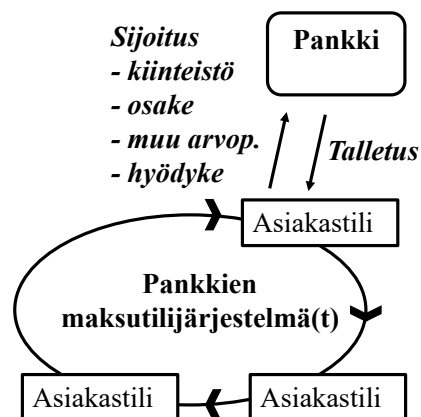 Sijoitus
- kiinteistö
- osake
- muu arvop.
- hyödyke
Pankki
Talletus
Asiakastili
Pankkien
maksutilijärjestelmä(t)
Asiakastili
Asiakastili